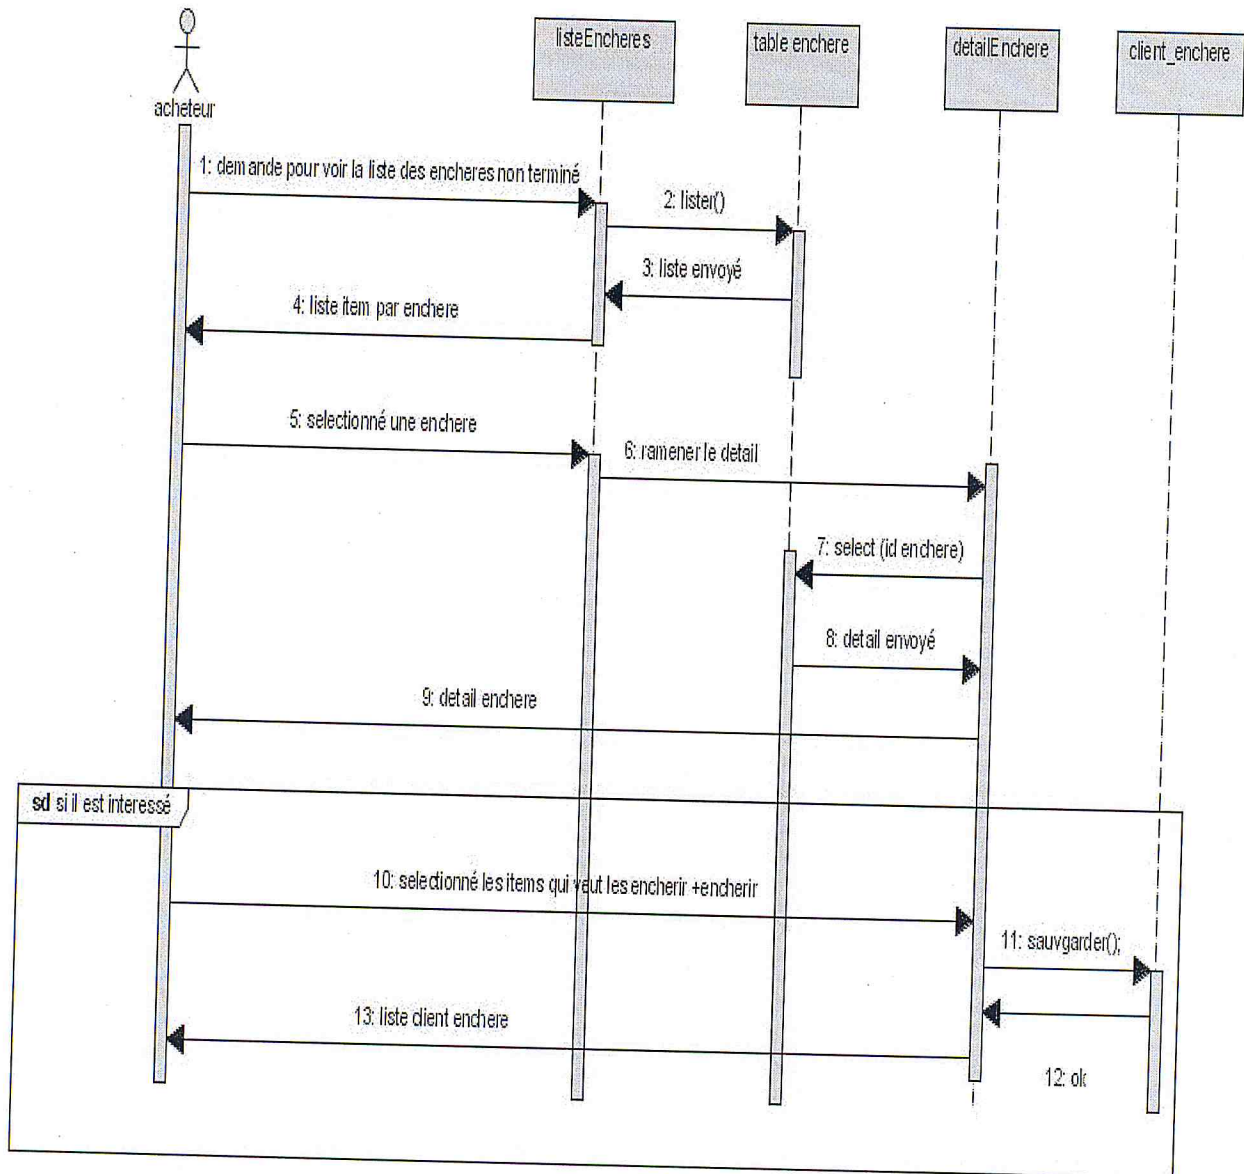 listeEncheres
table enchere
detailEnchere
client_enchere
acheteur
1: demande pour voir la liste des encheres non terminé
2: lister()
3: liste envoyé
4: liste item par enchere
5: selectionné une enchere
6: ramener le detail
7: select (id enchere)
8: detail envoyé
9: detail enchere
sd si il est interessé
10: selectionné les items qui veut les encherir +encherir
11: sauvgarder();
13: liste client enchere
12: ok